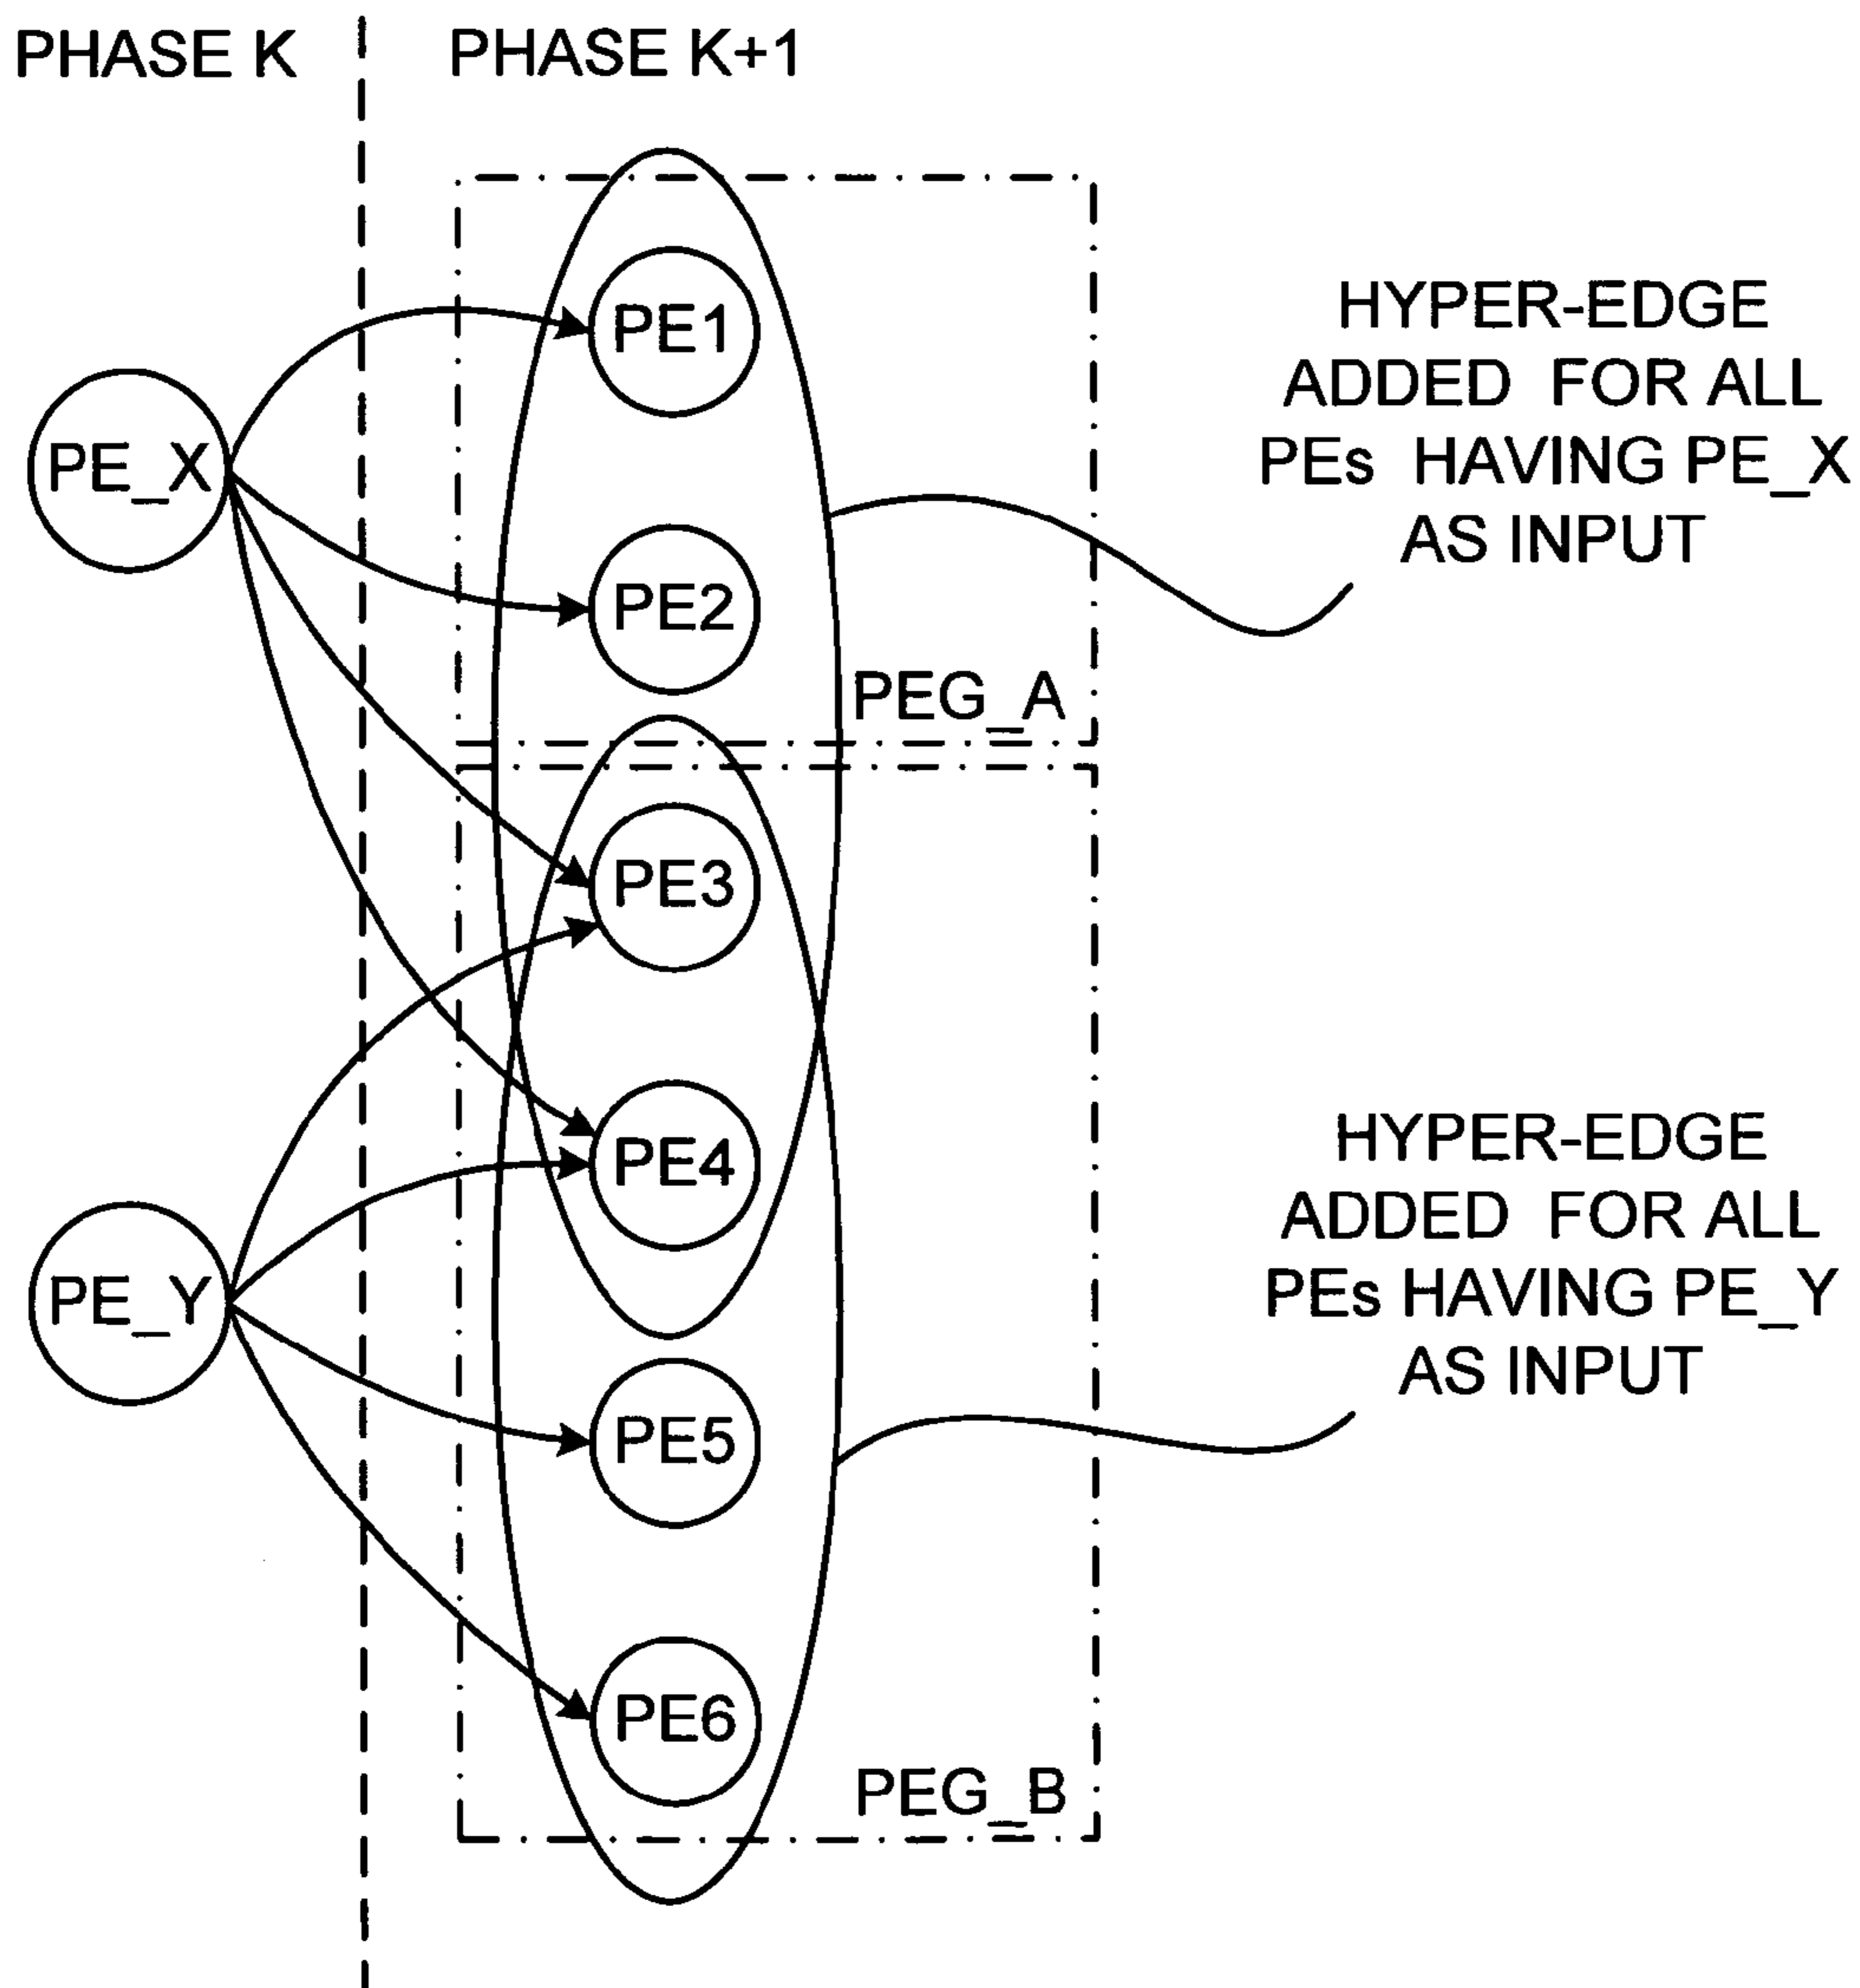 PHASE K
PHASE K+1
PE1
HYPER-EDGE
ADDED FOR ALL
PEs HAVING PE_X
AS INPUT
PE_X
PE2
PEG_A
PE3
PE4
HYPER-EDGE
ADDED FOR ALL
PEs HAVING PE_Y
AS INPUT
PE_Y
PE5
PE6
PEG_B